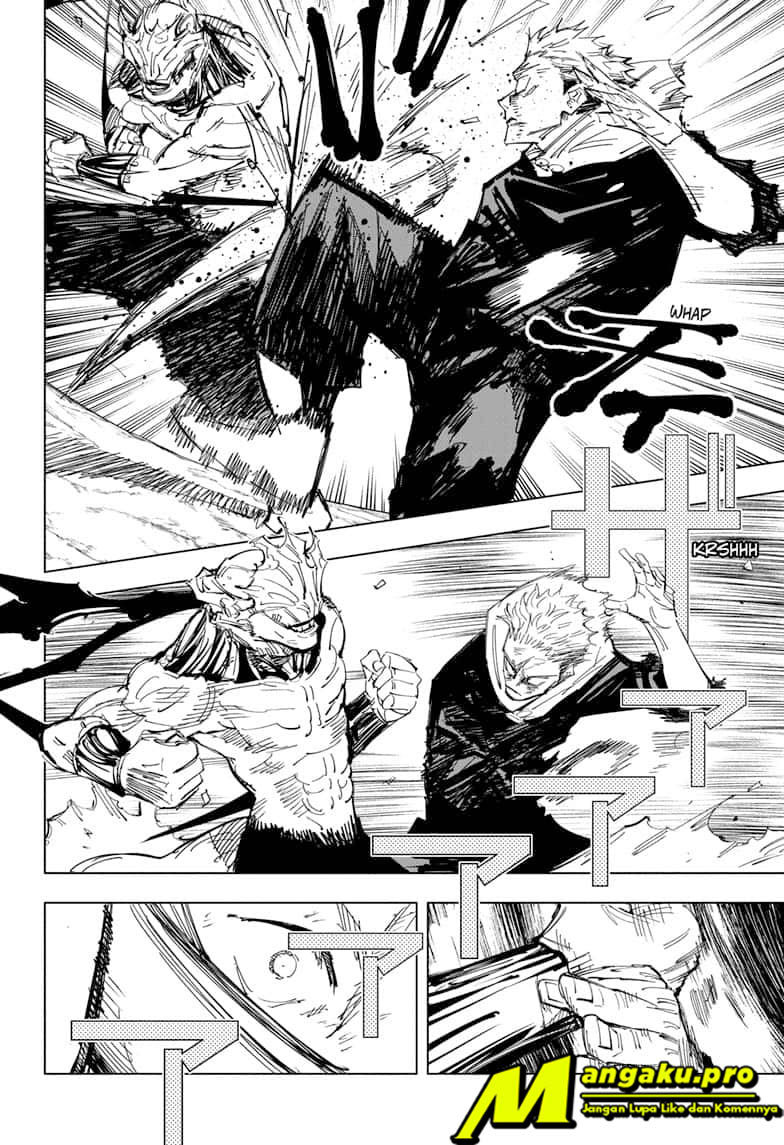 WHAP
ザ
KRSHHH
ァ
ァ
ァ
ァ
ァ
Mangaku.pro
Jangan Lupa Like dan Komennya